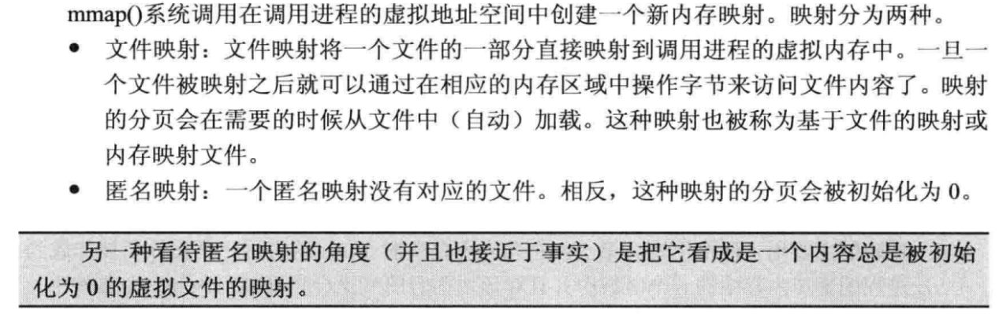 mmap()系统调用在调用进程的虚拟地址空间中创建一个新内存映射。映射分为两种。
● 文件映射：文件映射将一个文件的一部分直接映射到调用进程的虚拟内存中。一旦一
个文件被映射之后就可以通过在相应的内存区域中操作字节来访问文件内容了。映射
的分页会在需要的时候从文件中（自动）加载。这种映射也被称为基于文件的映射或
内存映射文件。
● 匿名映射：一个匿名映射没有对应的文件。相反，这种映射的分页会被初始化为 0。
另一种看待匿名映射的角度（并且也接近于事实）是把它看成是一个内容总是被初始
化为 0 的虚拟文件的映射。